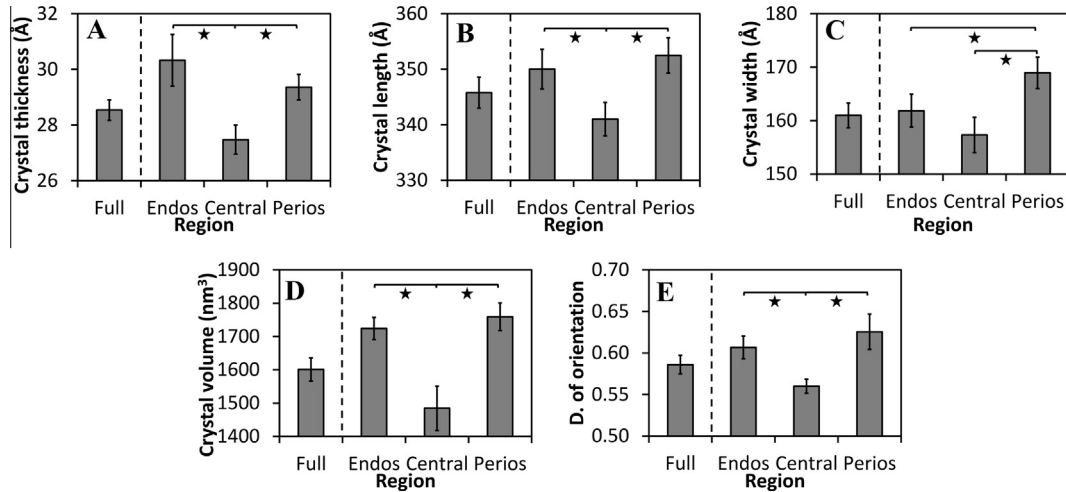 A
Crystal thickness (Å)
32
30
28
26
★ ★
Full Endos Central Perios
Region
B
Crystal length (Å)
360
350
340
330
★ ★
Full Endos Central Perios
Region
C
Crystal width (Å)
180
170
160
150
★
★
Full Endos Central Perios
Region
D
Crystal volume (nm³)
1900
1800
1700
1600
1500
1400
★ ★
Full Endos Central Perios
Region
E
D. of orientation
0.70
0.65
0.60
0.55
0.50
★ ★
Full Endos Central Perios
Region